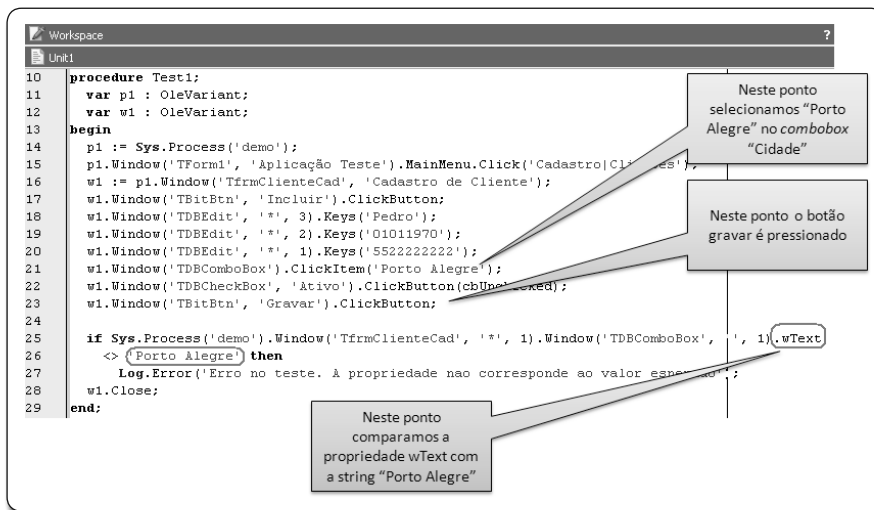 Workspace ?
Unit1
10 procedure Test1;
11 var p1 : OleVariant;
12 var w1 : OleVariant;
13 begin
14 p1 := Sys.Process('demo');
15 p1.Window('TForm1', 'Aplicação Teste').MainMenu.Click('Cadastro|Cli es');
16 w1 := p1.Window('TfrmClienteCad', 'Cadastro de Cliente');
17 w1.Window('TBitBtn', 'Incluir').ClickButton;
18 w1.Window('TDBEdit', '*', 3).Keys('Pedro');
19 w1.Window('TDBEdit', '*', 2).Keys('01011970');
20 w1.Window('TDBEdit', '*', 1).Keys('5522222222');
21 w1.Window('TDBComboBox').ClickItem('Porto Alegre');
22 w1.Window('TDBCheckBox', 'Ativo').ClickButton(cbUn ked);
23 w1.Window('TBitBtn', 'Gravar').ClickButton;
24
25 if Sys.Process('demo').Window('TfrmClienteCad', '*', 1).Window('TDBComboBox', ', 1).wText
26 <> 'Porto Alegre' then
27 Log.Error('Erro no teste. A propriedade nao corresponde ao valor espe
28 w1.Close;
29 end;
Neste ponto
selecionamos “Porto
Alegre” no combobox
“Cidade”
Neste ponto o botão
gravar é pressionado
Neste ponto
comparamos a
propriedade wText com
a string “Porto Alegre”